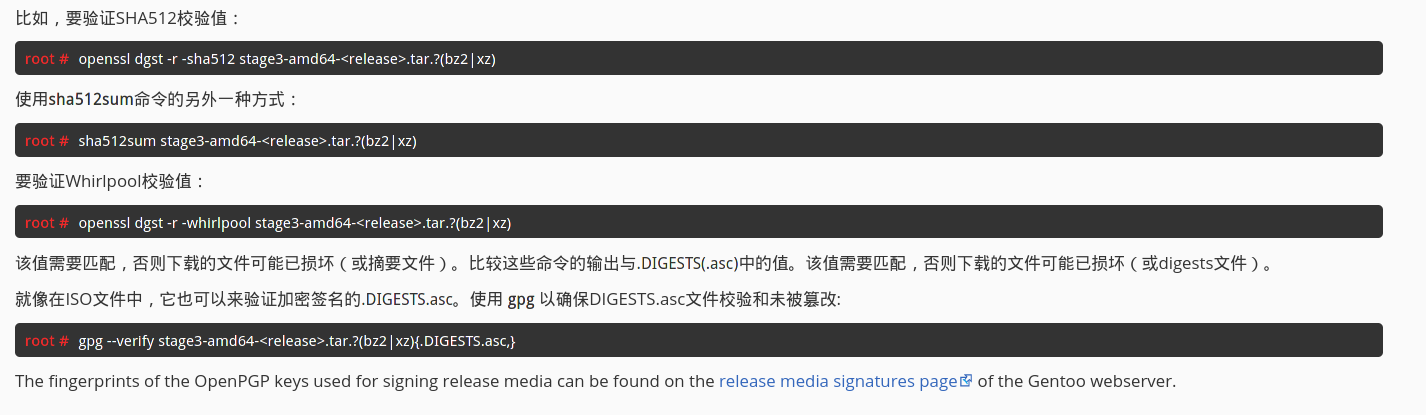 比如，要验证SHA512校验值：
root # openssl dgst -r -sha512 stage3-amd64-<release>.tar.?(bz2|xz)
使用sha512sum命令的另外一种方式：
root # sha512sum stage3-amd64-<release>.tar.?(bz2|xz)
要验证Whirlpool校验值：
root # openssl dgst -r -whirlpool stage3-amd64-<release>.tar.?(bz2|xz)
该值需要匹配，否则下载的文件可能已损坏（或摘要文件）。比较这些命令的输出与.DIGESTS(.asc)中的值。该值需要匹配，否则下载的文件可能已损坏（或digests文件）。
就像在ISO文件中，它也可以来验证加密签名的.DIGESTS.asc。使用 gpg 以确保DIGESTS.asc文件校验和未被篡改:
root # gpg --verify stage3-amd64-<release>.tar.?(bz2|xz){.DIGESTS.asc,}
The fingerprints of the OpenPGP keys used for signing release media can be found on the release media signatures page of the Gentoo webserver.